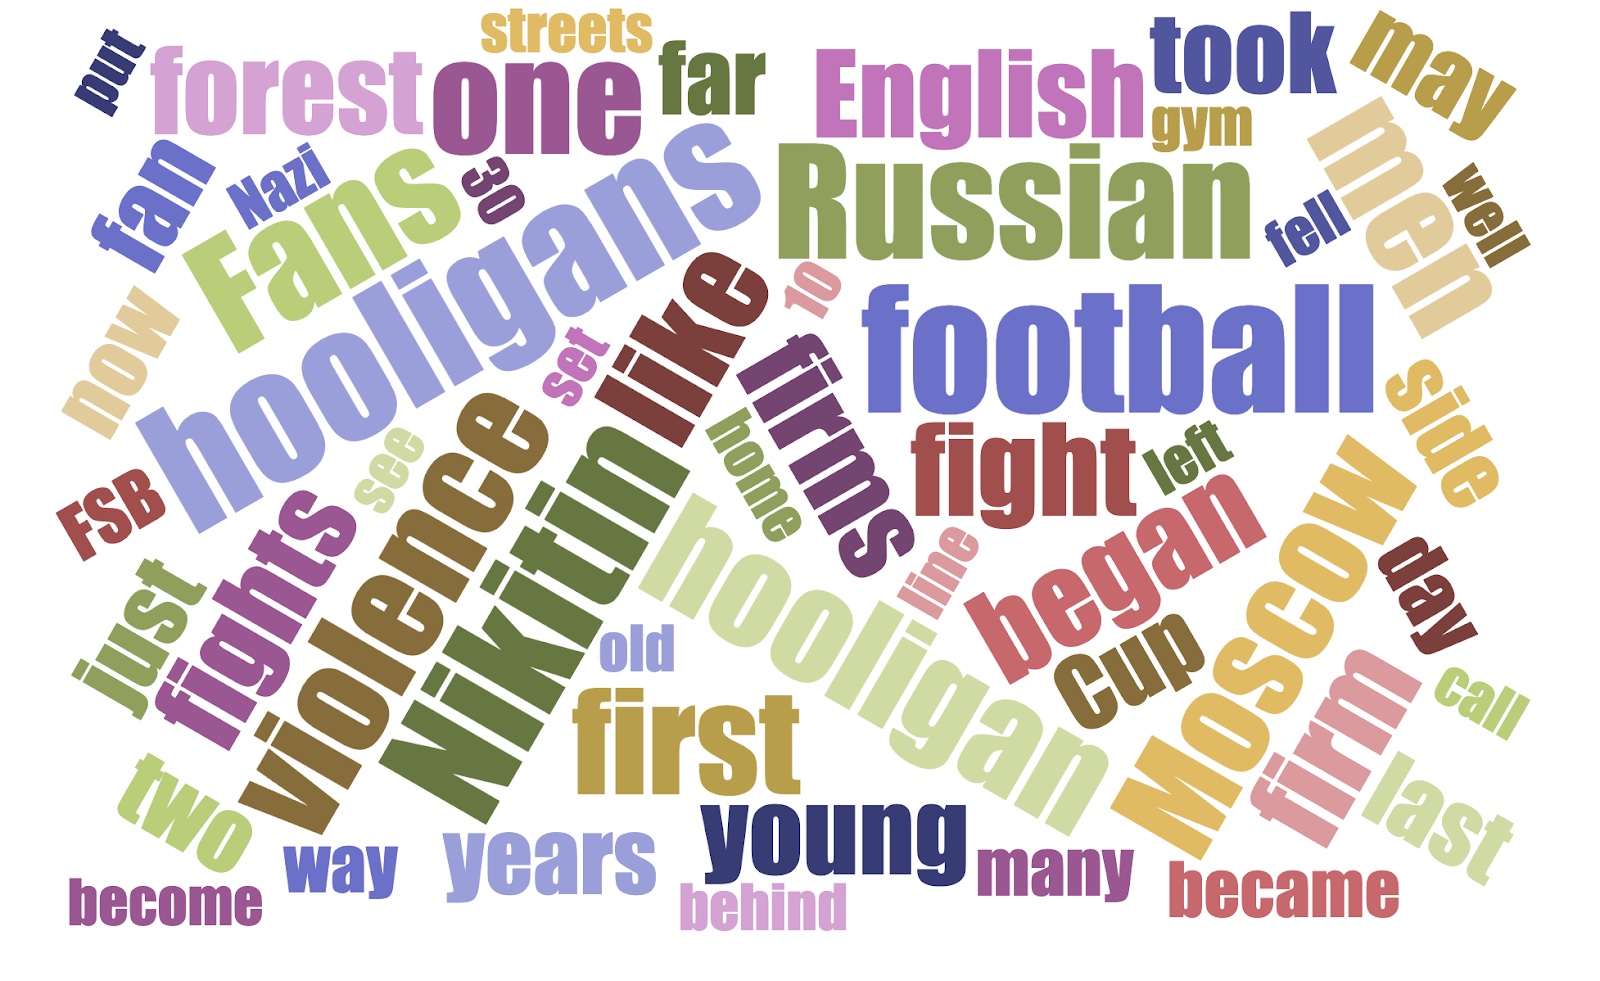 put
forest
streets
one
far
English
took
gym
may
fan
Nazi
Fans
30
hooligans
Russian
men
well
fell
now
set
like
10
football
firms
home
fight
left
side
FSB
see
violence
Nikitin
hooligan
line
began
Moscow
day
just
fights
old
first
Cup
firm
call
last
two
way
years
young
behind
many
became
become